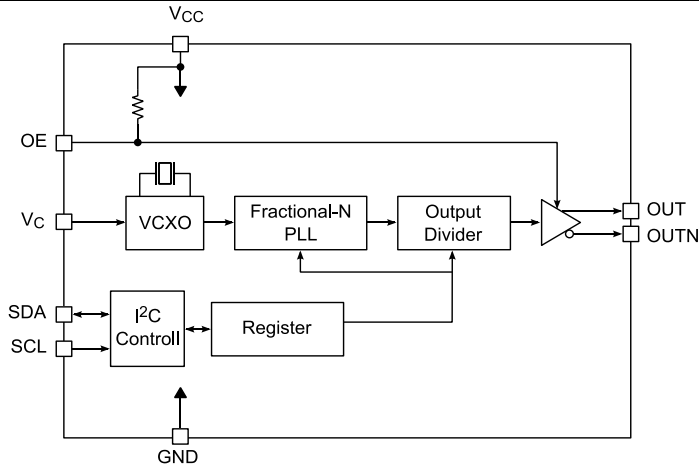 VCC
OE
VC
VCXO
Fractional-N
PLL
Output
Divider
OUT
OUTN
SDA
SCL
I2C
Controll
Register
GND